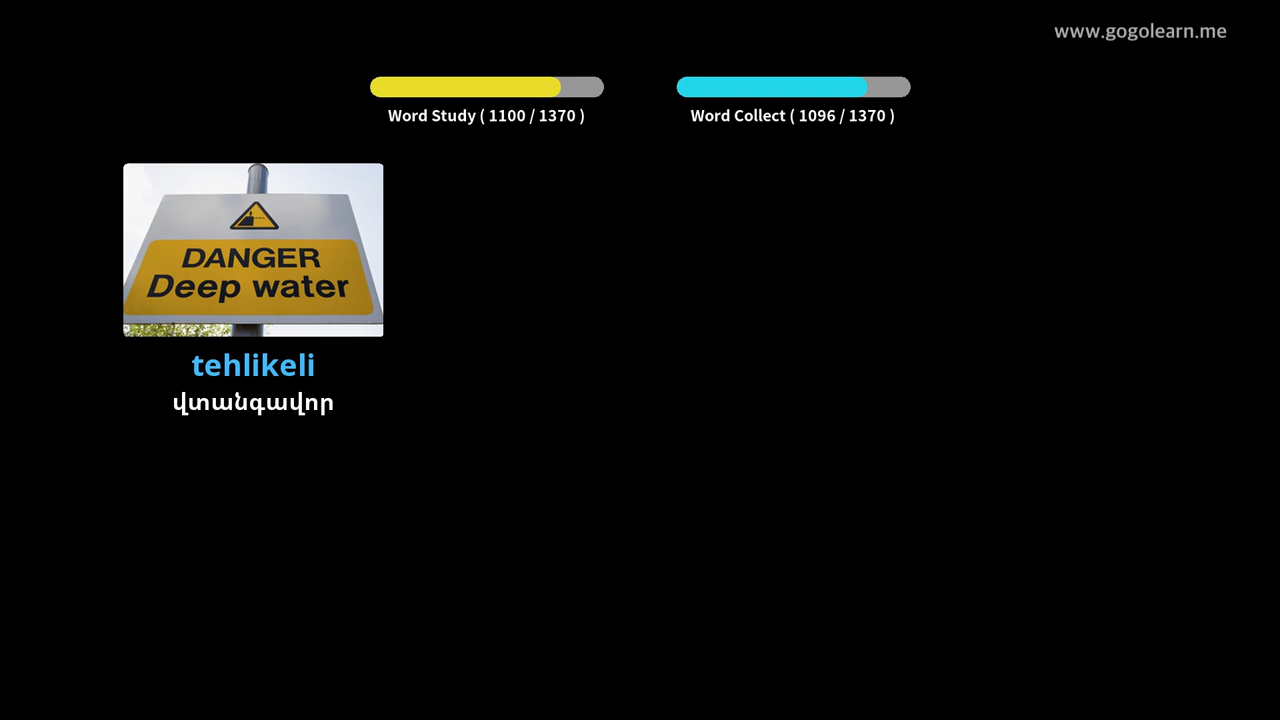 www.gogolearn.me
Word Study ( 1100 / 1370 )
Word Collect ( 1096 / 1370 )
DANGER
Deep water
tehlikeli
վտանգավոր